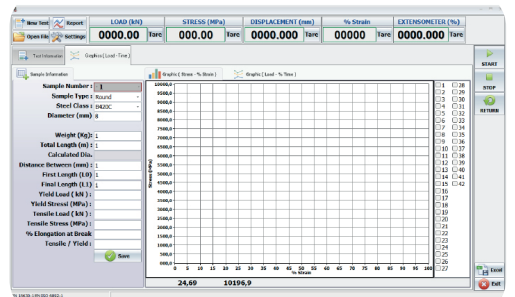 New Test
Report
LOAD (kN)
STRESS (MPa)
DISPLACEMENT (mm)
% Strain
EXTENSOMETER (%)
Open File
Settings
0000.00 Tare
000.00 Tare
0000.000 Tare
00000 Tare
0000.000 Tare
Test Information
Graphics ( Load - Time )
START
STOP
RETURN
Sample Information
Graphic ( Stress - % Strain )
Graphic ( Load - % Time )
Sample Number : 1
Sample Type : Round
Steel Class : B420C
Diameter (mm) 8
Weight (Kg): 1
Total Length (m) : 1
Calculated Dia.
Distance Between (mm) : 1
First Length (L0) 1
Final Length (L1) 1
Yield Load ( kN ) :
Yield Stressl (MPa) :
Tensile Load ( kN ) :
Tensile Stress (MPa) :
% Elongation at Break
Tensile / Yield :
Save
Stress (MPa)
10000,0
9500,0
9000,0
8500,0
8000,0
7500,0
7000,0
6500,0
6000,0
5500,0
5000,0
4500,0
4000,0
3500,0
3000,0
2500,0
2000,0
1500,0
1000,0
500,0
000,0
0 5 10 15 20 25 30 35 40 45 50 55 60 65 70 75 80 85 90 95 100
% Strain
1 28
2 29
3 30
4 31
5 32
6 33
7 34
8 35
9 36
10 37
11 38
12 39
13 40
14 41
15 42
16
17
18
19
20
21
22
23
24
25
26
27
24,69 10196,9
Excel
Exit